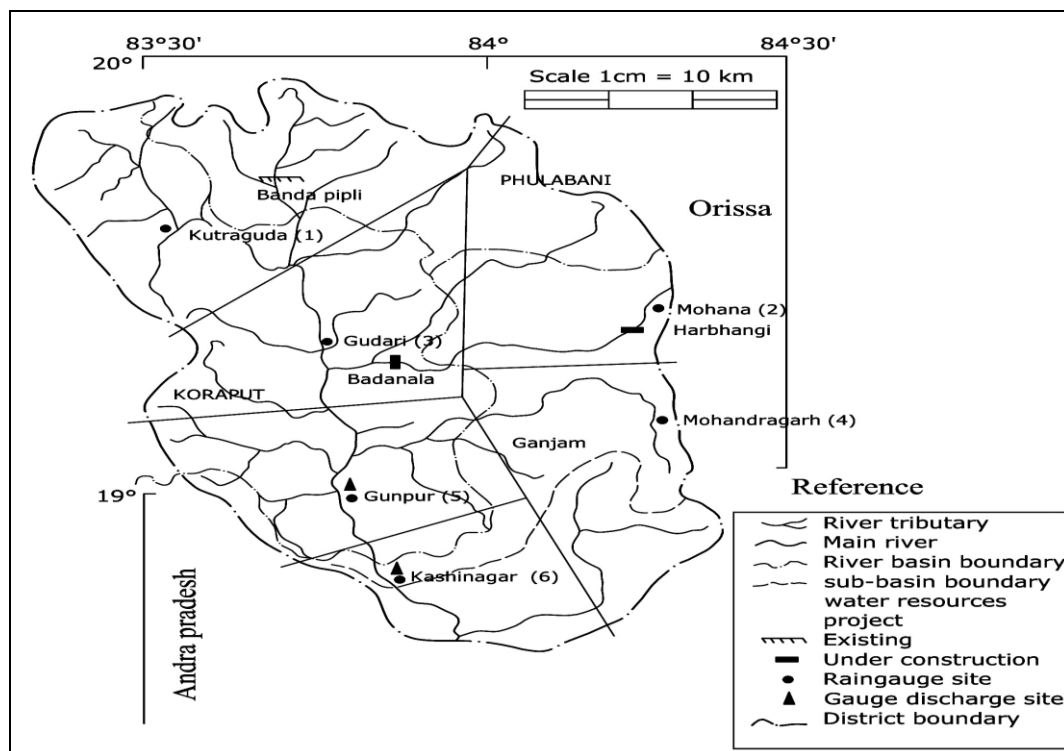 83°30'
84°
84°30'
20°
Scale 1cm = 10 km
PHULABANI
Orissa
Banda pipli
Kutraguda (1)
Mohana (2)
Harbhangi
Gudari (3)
Badanala
KORAPUT
Mohandragarh (4)
Ganjam
19°
Gunpur (5)
Kashinagar (6)
Andra pradesh
Reference
River tributary
Main river
River basin boundary
sub-basin boundary
water resources
project
Existing
Under construction
Raingauge site
Gauge discharge site
District boundary